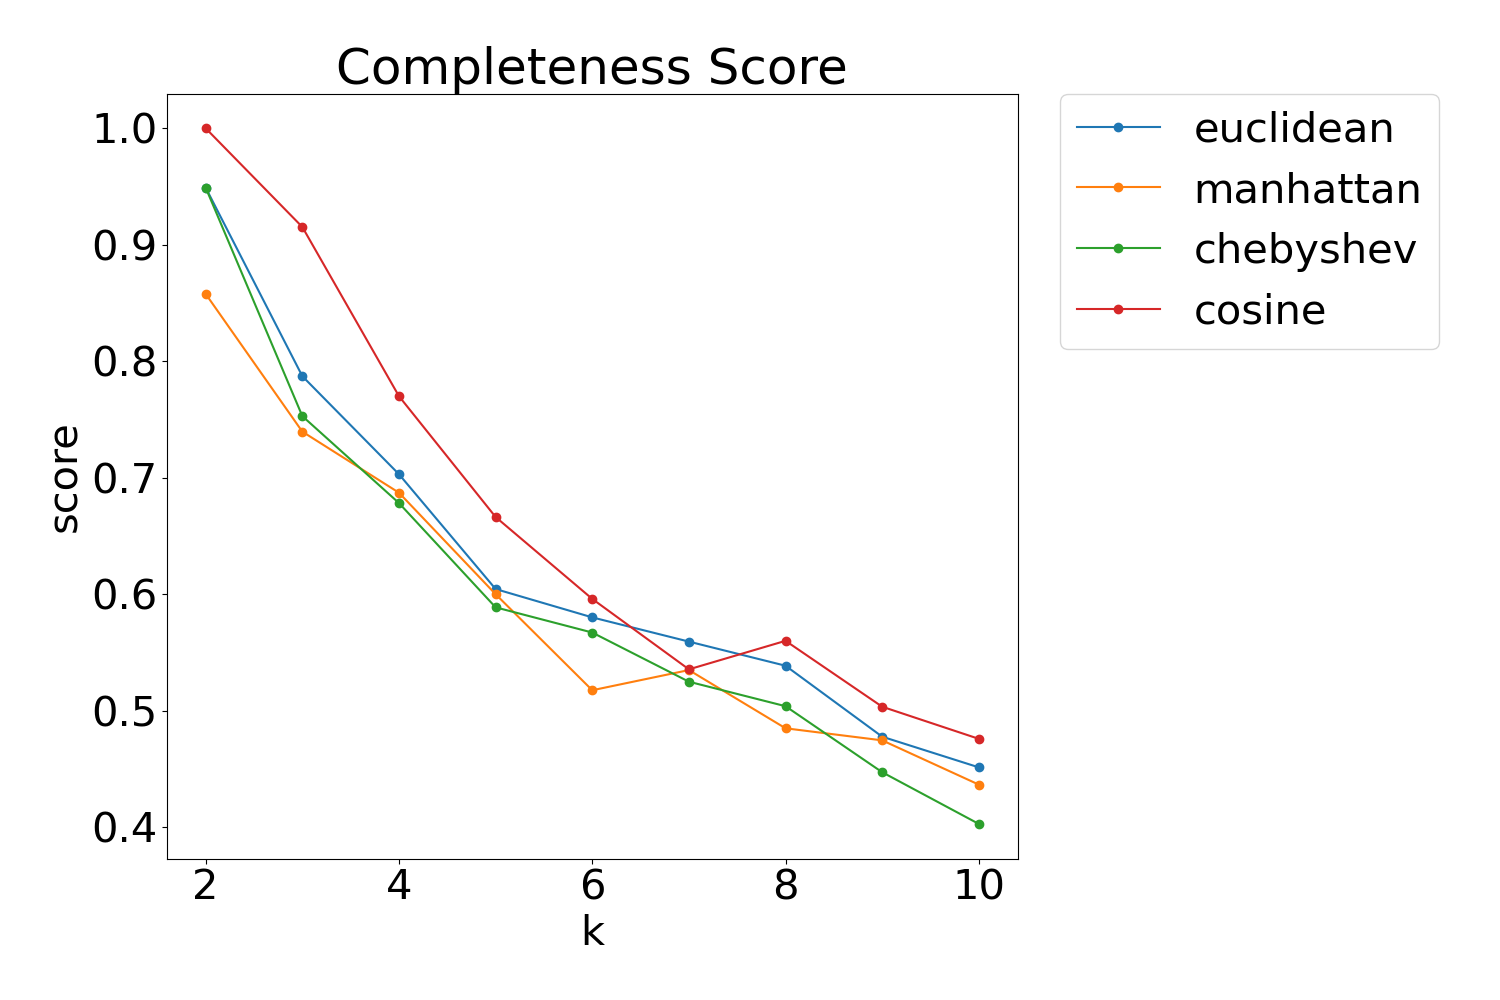 Completeness Score
1.0
0.9
0.8
0.7
0.6
0.5
0.4
score
2 4 6 8 10
k
euclidean
manhattan
chebyshev
cosine